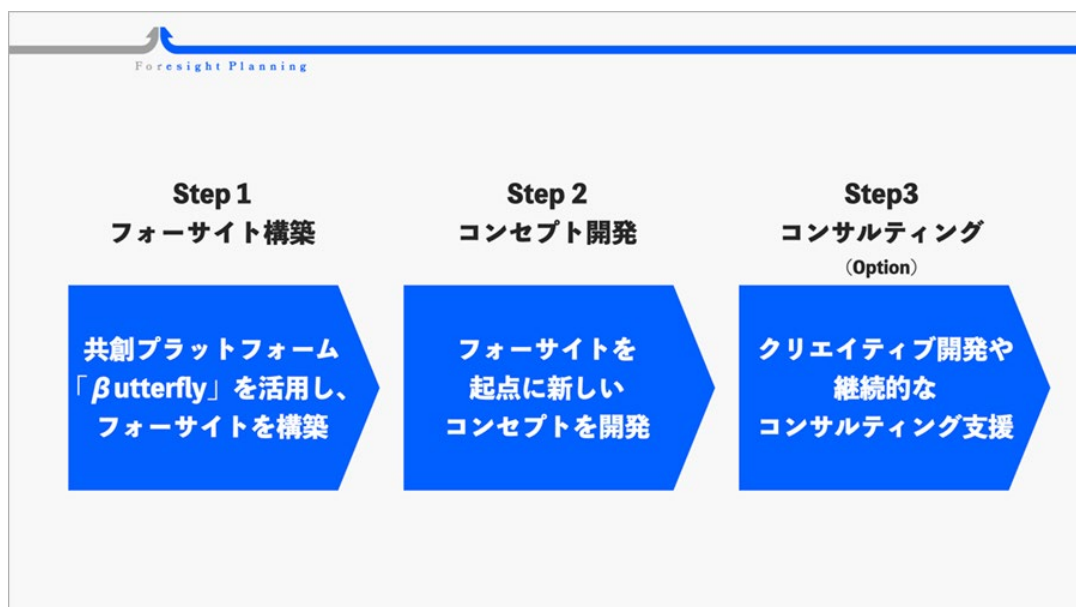 Foresight Planning
Step 1
フォーサイト構築
共創プラットフォーム
「βutterfly」を活用し、
フォーサイトを構築
Step 2
コンセプト開発
フォーサイトを
起点に新しい
コンセプトを開発
Step3
コンサルティング
（Option）
クリエイティブ開発や
継続的な
コンサルティング支援